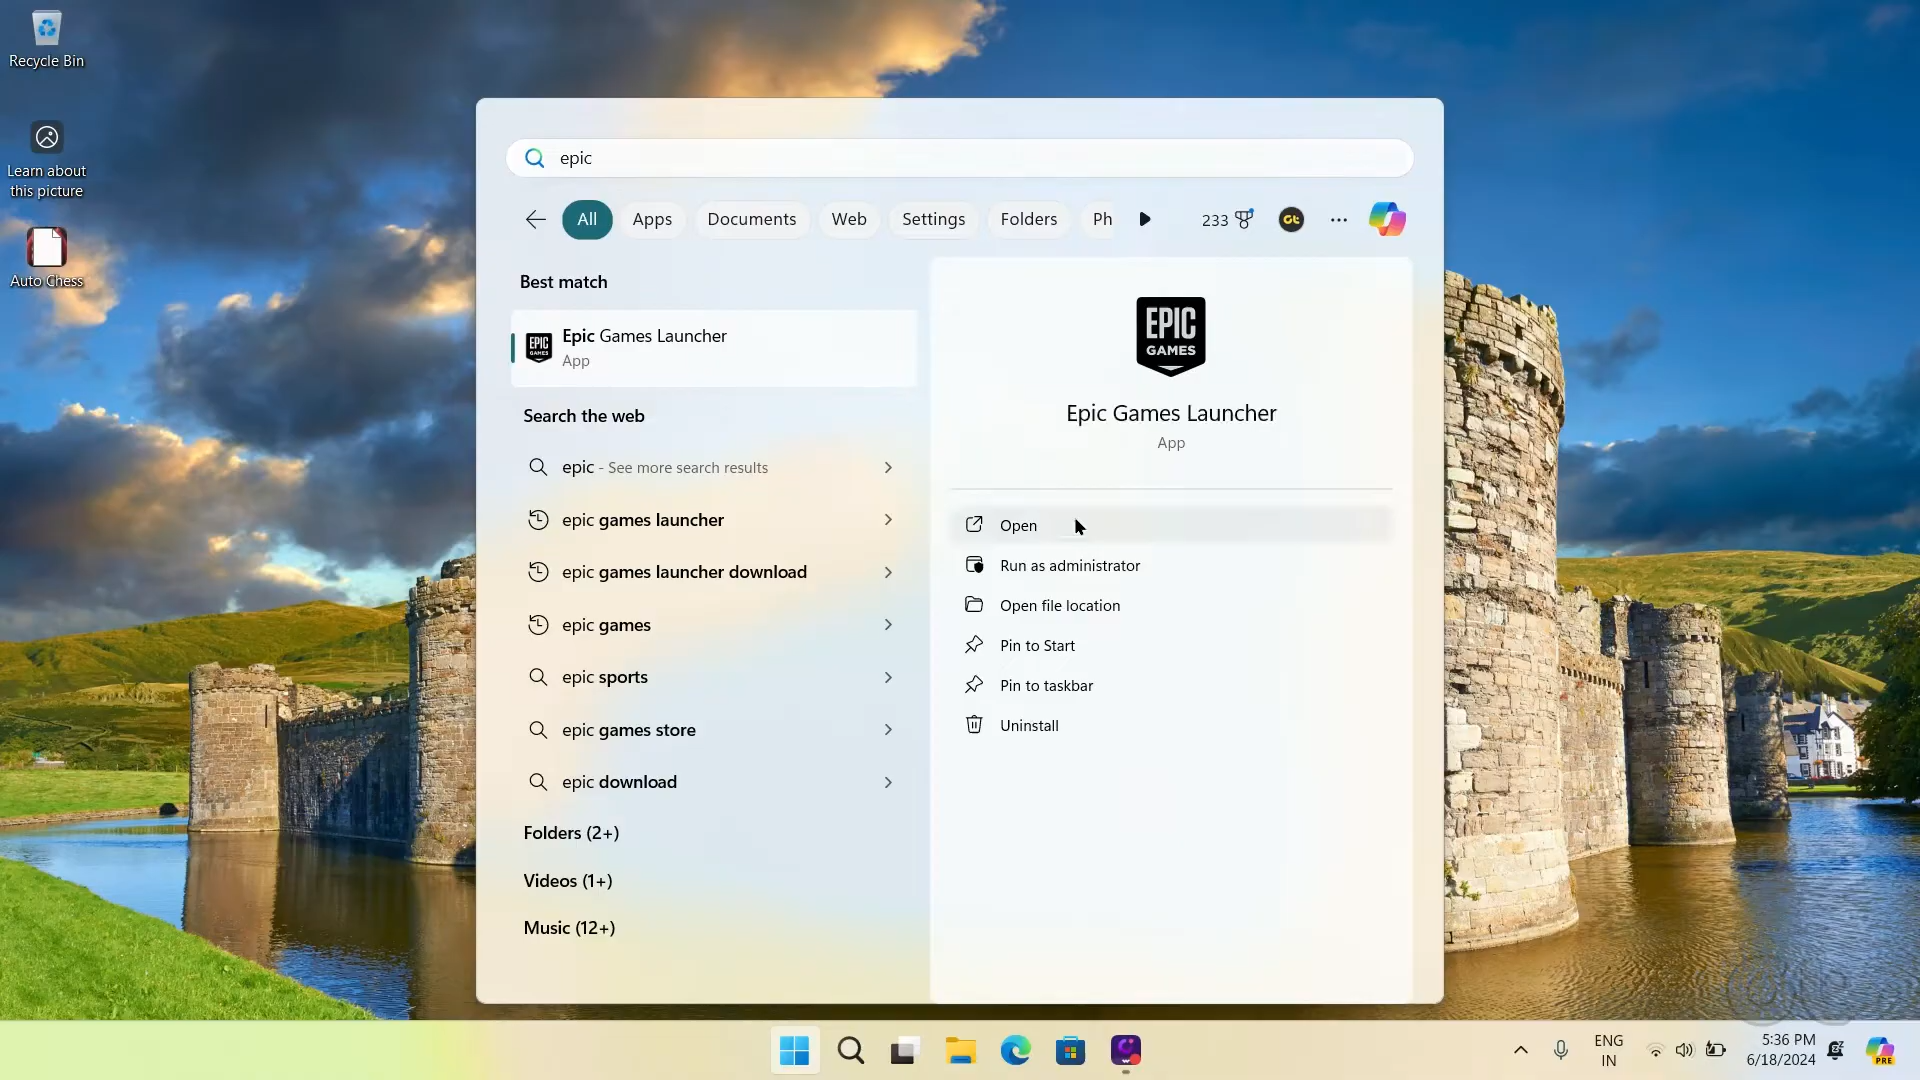 Recycle Bin
Learn about
this picture
Auto Chess
epic
All
Apps
Documents
Web
Settings
Folders
Ph
233
Gt
Best match
Epic Games Launcher
App
Search the web
epic - See more search results
epic games launcher
epic games launcher download
epic games
epic sports
epic games store
epic download
Folders (2+)
Videos (1+)
Music (12+)
EPIC
GAMES
Epic Games Launcher
App
Open
Run as administrator
Open file location
Pin to Start
Pin to taskbar
Uninstall
ENG
IN
5:36 PM
6/18/2024
PRE